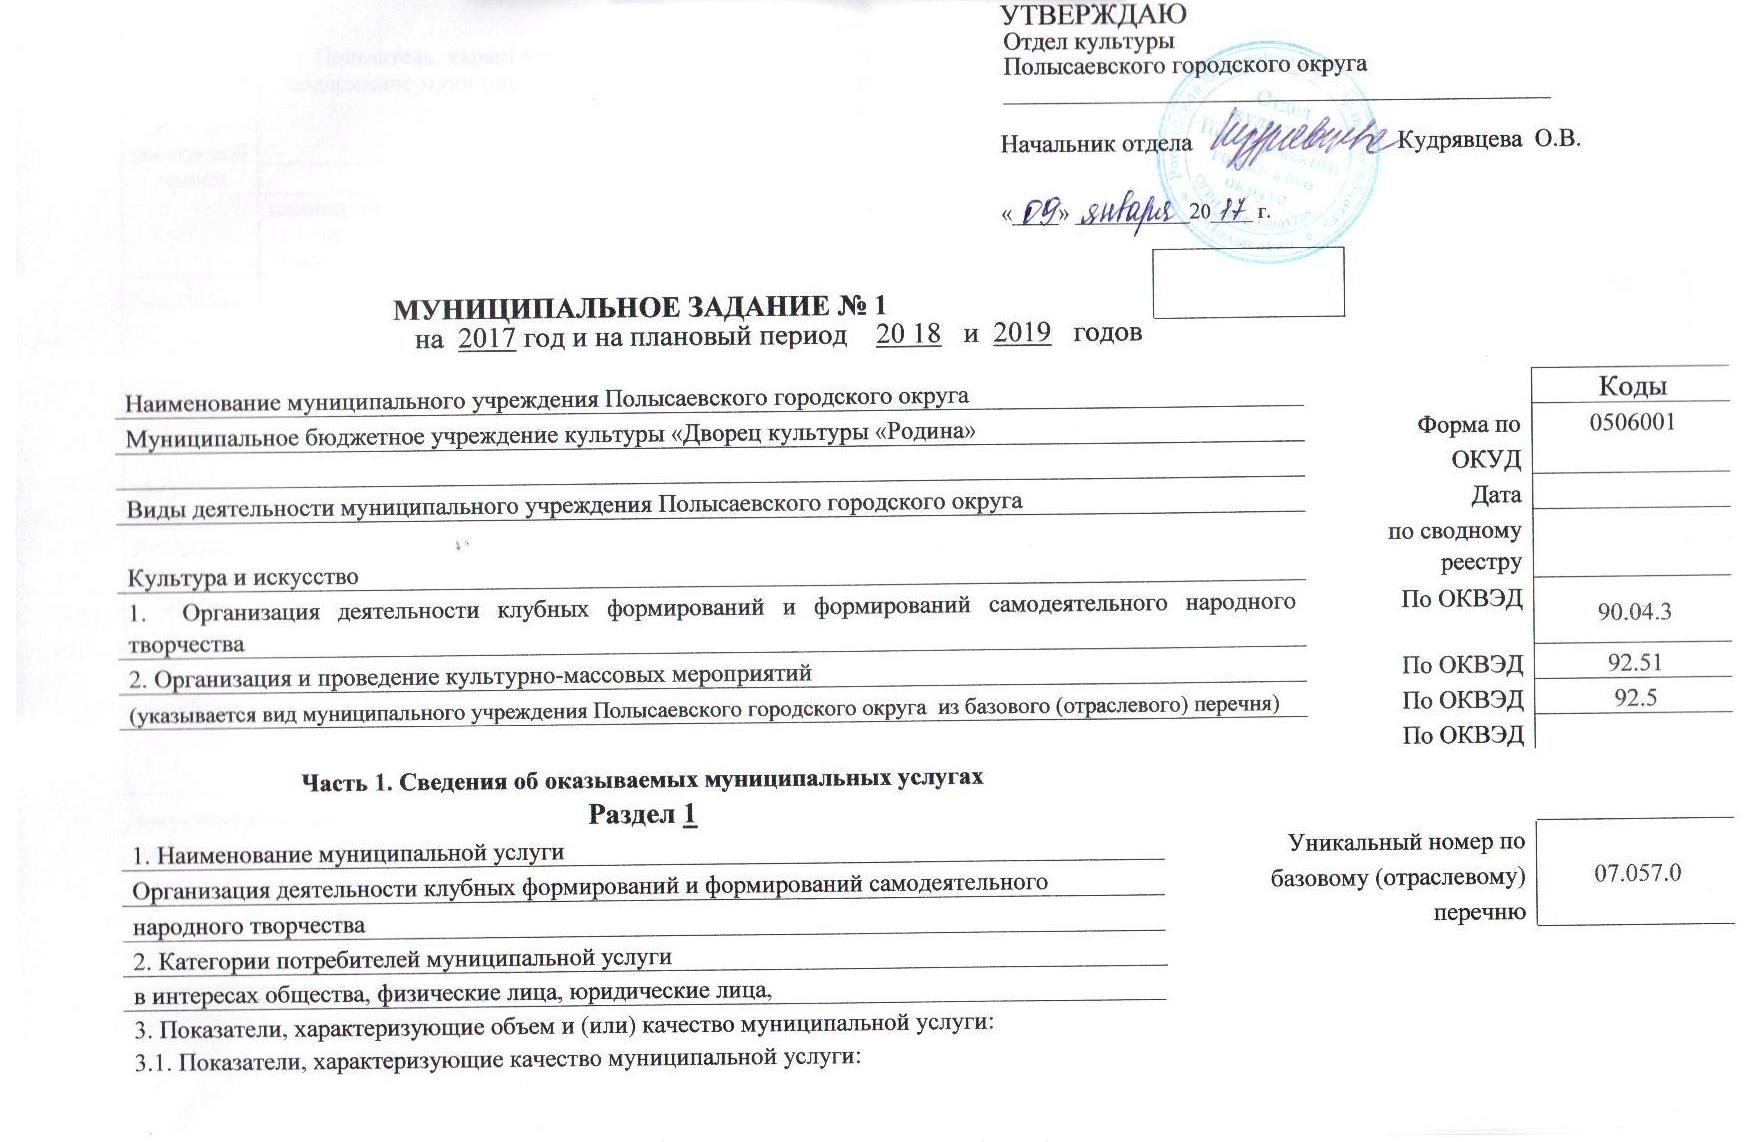 УТВЕРЖДАЮ
Отдел культуры
Полысаевского городского округа
Начальник отдела Кудрявцева О.В.
« 09 » января 2017 г.
МУНИЦИПАЛЬНОЕ ЗАДАНИЕ № 1
на 2017 год и на плановый период 20 18 и 2019 годов
Коды
Наименование муниципального учреждения Полысаевского городского округа
Муниципальное бюджетное учреждение культуры «Дворец культуры «Родина»
Форма по 0506001
ОКУД
Виды деятельности муниципального учреждения Полысаевского городского округа
Дата
по сводному
реестру
Культура и искусство
1. Организация деятельности клубных формирований и формирований самодеятельного народного
творчества
По ОКВЭД 90.04.3
2. Организация и проведение культурно-массовых мероприятий
По ОКВЭД 92.51
(указывается вид муниципального учреждения Полысаевского городского округа из базового (отраслевого) перечня)
По ОКВЭД 92.5
По ОКВЭД
Часть 1. Сведения об оказываемых муниципальных услугах
Раздел 1
1. Наименование муниципальной услуги
Организация деятельности клубных формирований и формирований самодеятельного
народного творчества
Уникальный номер по
базовому (отраслевому) 07.057.0
перечню
2. Категории потребителей муниципальной услуги
в интересах общества, физические лица, юридические лица,
3. Показатели, характеризующие объем и (или) качество муниципальной услуги:
3.1. Показатели, характеризующие качество муниципальной услуги: